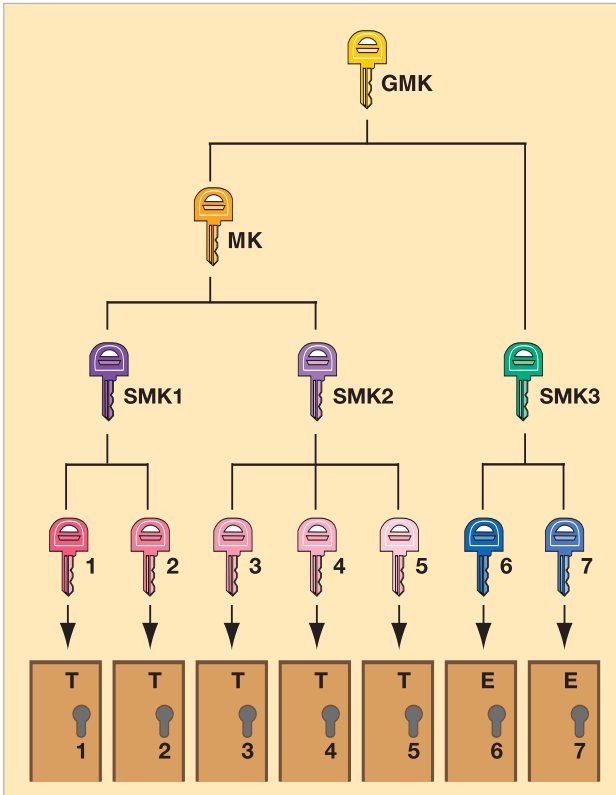 GMK
MK
SMK1 SMK2 SMK3
1 2 3 4 5 6 7
T T T T T E E
1 2 3 4 5 6 7